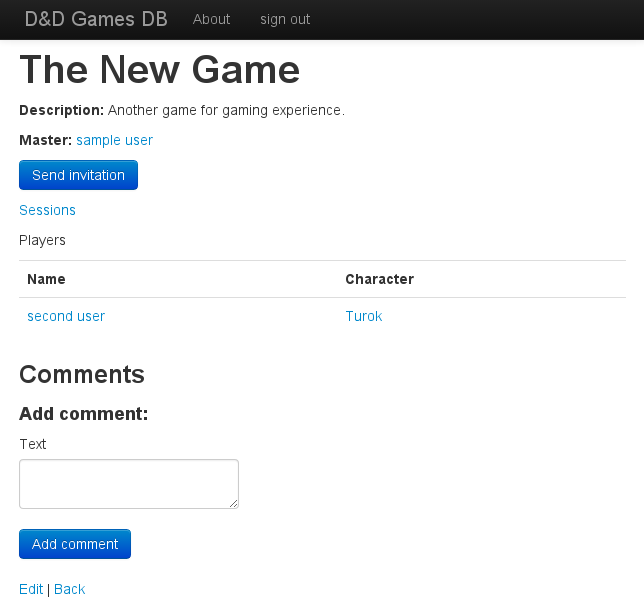 D&D Games DB About sign out
The New Game
Description: Another game for gaming experience.
Master: sample user
Send invitation
Sessions
Players
Name Character
second user Turok
Comments
Add comment:
Text
Add comment
Edit | Back